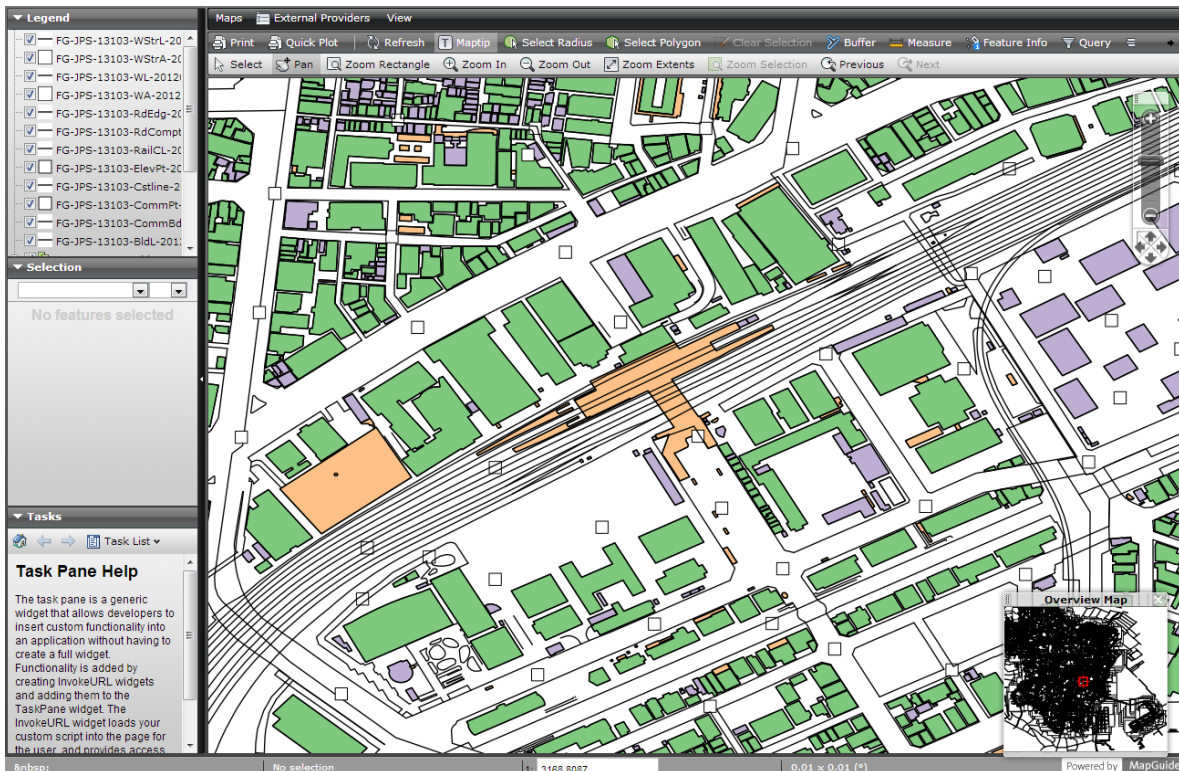 Legend
FG-JPS-13103-WStrL-20
FG-JPS-13103-WStrA-20
FG-JPS-13103-WL-2012
FG-JPS-13103-WA-2012
FG-JPS-13103-RdEdg-20
FG-JPS-13103-RdCompt
FG-JPS-13103-RailCL-20
FG-JPS-13103-ElevPt-20
FG-JPS-13103-Cstline-2
FG-JPS-13103-CommPt-
FG-JPS-13103-CommBd
FG-JPS-13103-BldL-201
Selection
No features selected
Tasks
Task List
Task Pane Help
The task pane is a generic
widget that allows developers to
insert custom functionality into
an application without having to
create a full widget.
Functionality is added by
creating InvokeURL widgets
and adding them to the
TaskPane widget. The
InvokeURL widget loads your
custom script into the page for
the user, and provides access
Maps External Providers View
Print Quick Plot Refresh Maptip Select Radius Select Polygon Clear Selection Buffer Measure Feature Info Query
Select Pan Zoom Rectangle Zoom In Zoom Out Zoom Extents Zoom Selection Previous Next
Overview Map
&nbsp; No selection 1: 3168.8087 0.01 x 0.01 (°) Powered by MapGuide